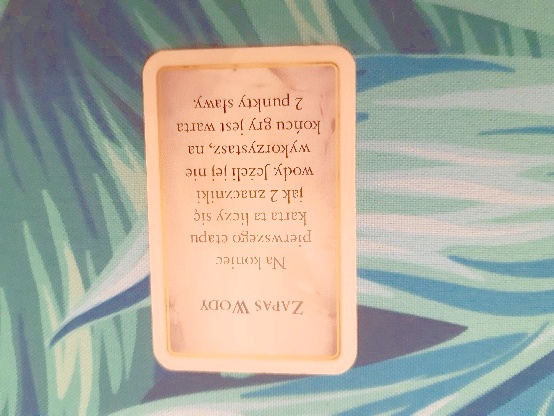 Zapas Wody
Na koniec
pierwszego etapu
karta ta liczy się
jak 2 znaczniki
wody. Jeżeli jej nie
wykorzystasz, na
końcu gry jest warta
2 punkty sławy.